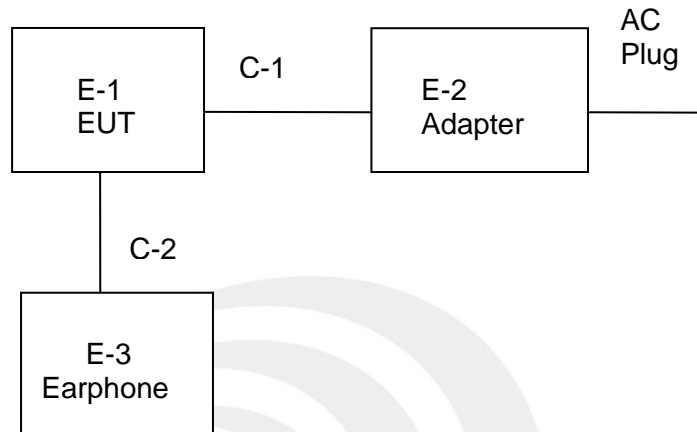 AC
Plug
C-1
E-1
EUT
E-2
Adapter
C-2
E-3
Earphone